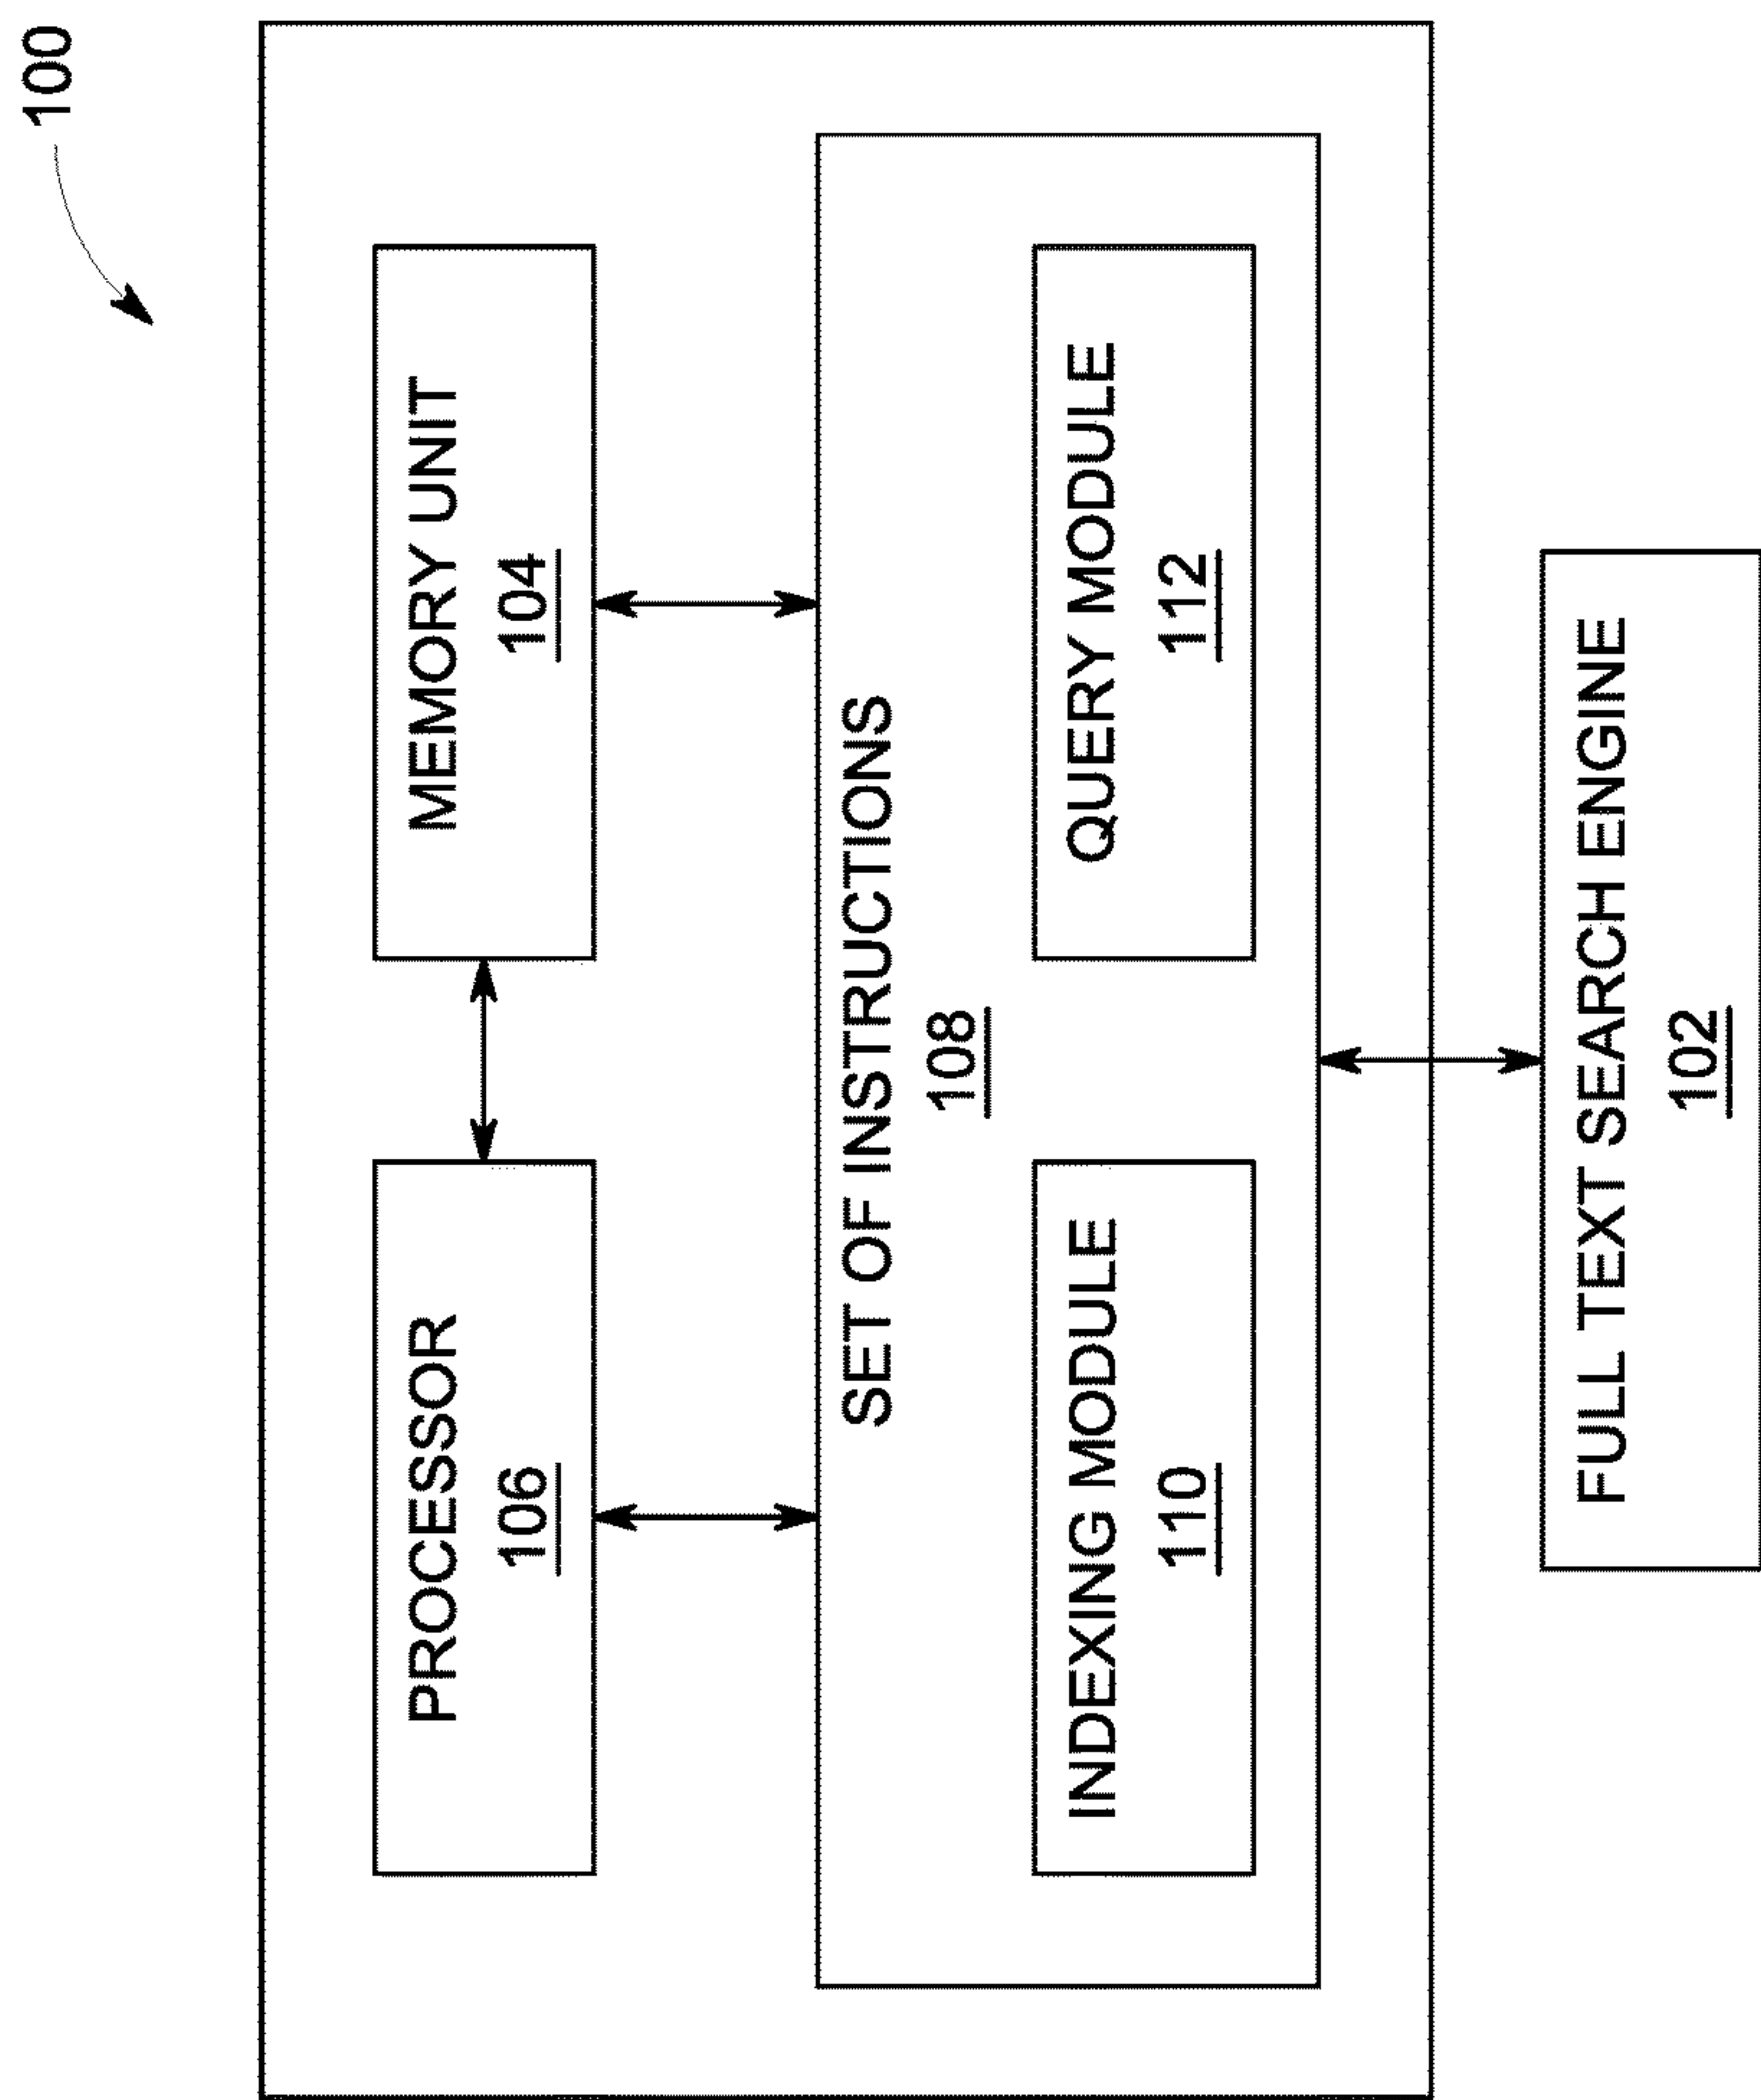 100
PROCESSOR
106
MEMORY UNIT
104
SET OF INSTRUCTIONS
108
INDEXING MODULE
110
QUERY MODULE
112
FULL TEXT SEARCH ENGINE
102